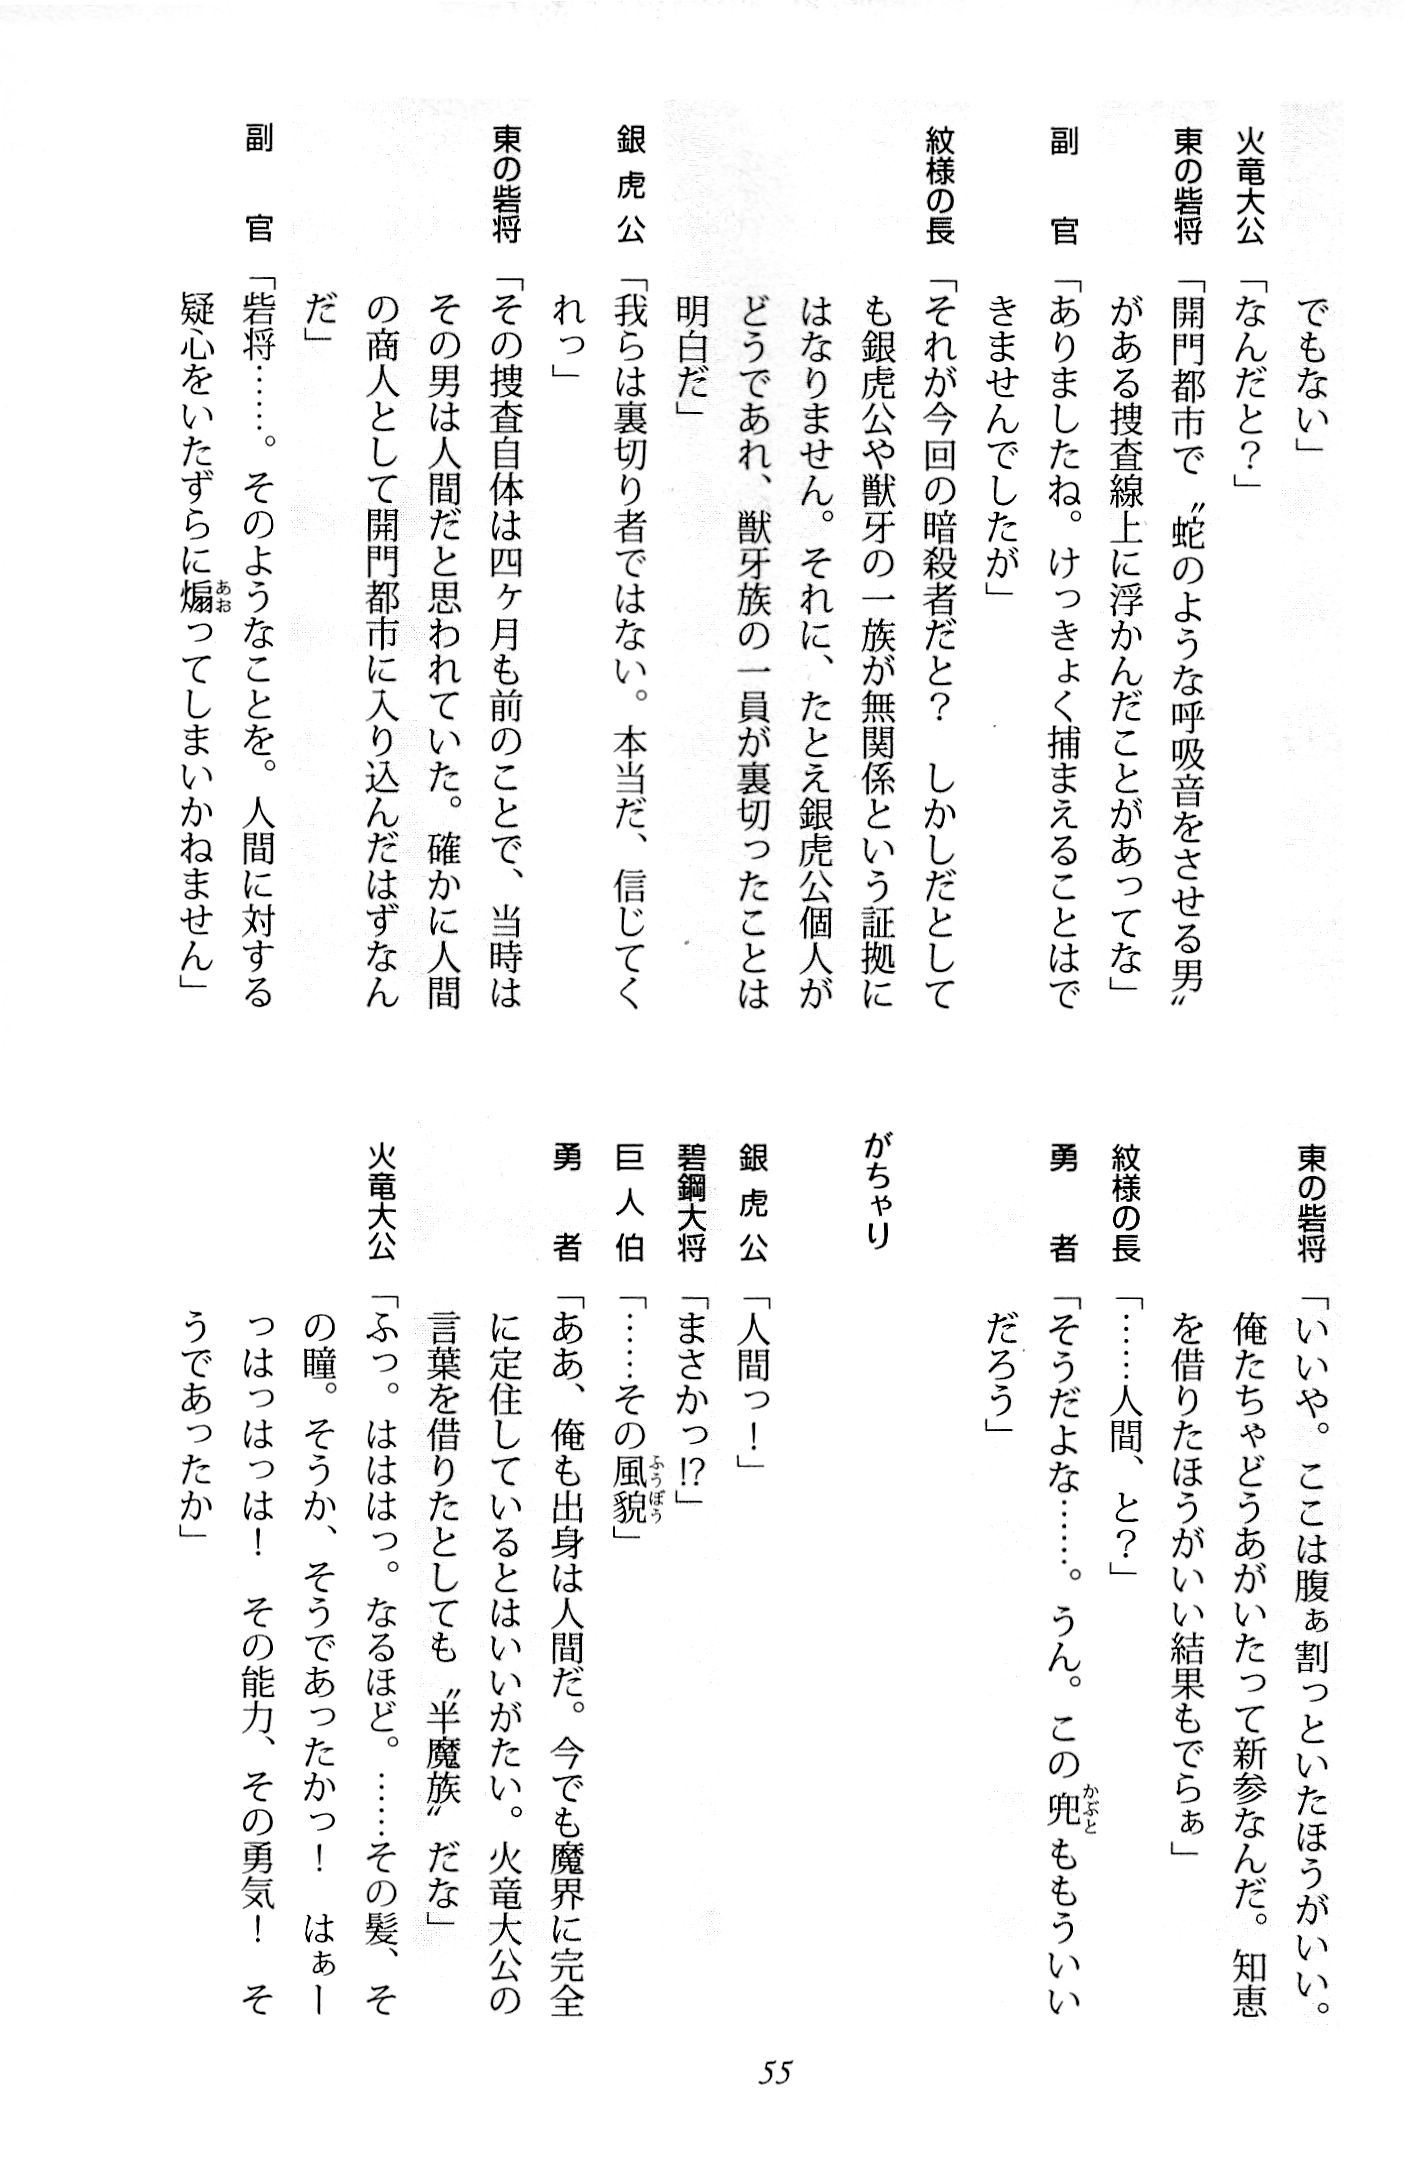 でもない」
火竜大公「なんだと？」
東の砦将「開門都市で〝蛇のような呼吸音をさせる男〟
がある捜査線上に浮かんだことがあってな」
副官「ありましたね。けっきょく捕まえることはで
きませんでしたが」
紋様の長「それが今回の暗殺者だと？　しかしだとして
も銀虎公や獣牙の一族が無関係という証拠に
はなりません。それに、たとえ銀虎公個人が
どうであれ、獣牙族の一員が裏切ったことは
明白だ」
銀虎公「我らは裏切り者ではない。本当だ、信じてく
れっ」
東の砦将「その捜査自体は四ヶ月も前のことで、当時は
その男は人間だと思われていた。確かに人間
の商人として開門都市に入り込んだはずなん
だ」
副官「砦将……。そのようなことを。人間に対する
疑心をいたずらに煽あおってしまいかねません」
東の砦将「いいや。ここは腹ぁ割っといたほうがいい。
俺たちゃどうあがいたって新参なんだ。知恵
を借りたほうがいい結果もでらぁ」
紋様の長「……人間、と？」
勇者「そうだよな……。うん。この兜かぶとももういい
だろう」
がちゃり
銀虎公「人間っ！」
碧鋼大将「まさかっ!?」
巨人伯「……その風貌ふうぼう」
勇者「ああ、俺も出身は人間だ。今でも魔界に完全
に定住しているとはいいがたい。火竜大公の
言葉を借りたとしても〝半魔族〟だな」
火竜大公「ふっ。はははっ。なるほど。……その髪、そ
の瞳。そうか、そうであったかっ！　はぁー
っはっはっは！　その能力、その勇気！　そ
うであったか」
55